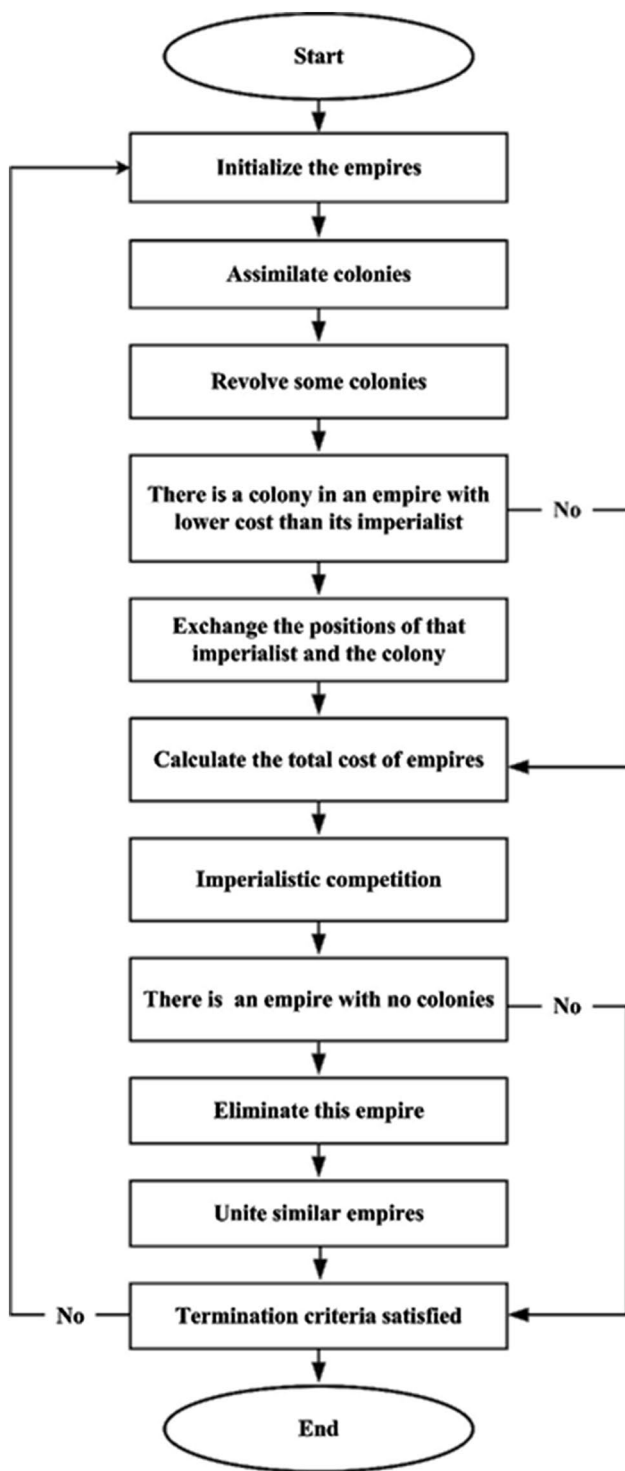 Start
Initialize the empires
Assimilate colonies
Revolve some colonies
There is a colony in an empire with
lower cost than its imperialist
No
Exchange the positions of that
imperialist and the colony
Calculate the total cost of empires
Imperialistic competition
There is an empire with no colonies
No
Eliminate this empire
Unite similar empires
No
Termination criteria satisfied
End